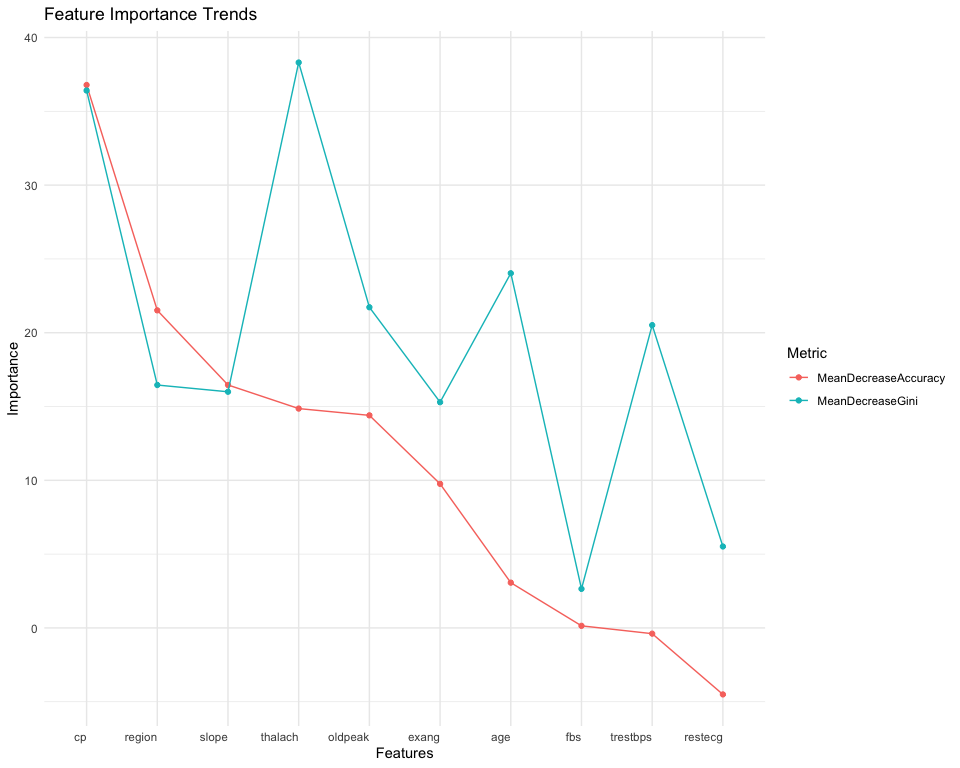 Feature Importance Trends
40
30
20
10
0
Importance
cp region slope thalach oldpeak exang age fbs trestbps restecg
Features
Metric
MeanDecreaseAccuracy
MeanDecreaseGini